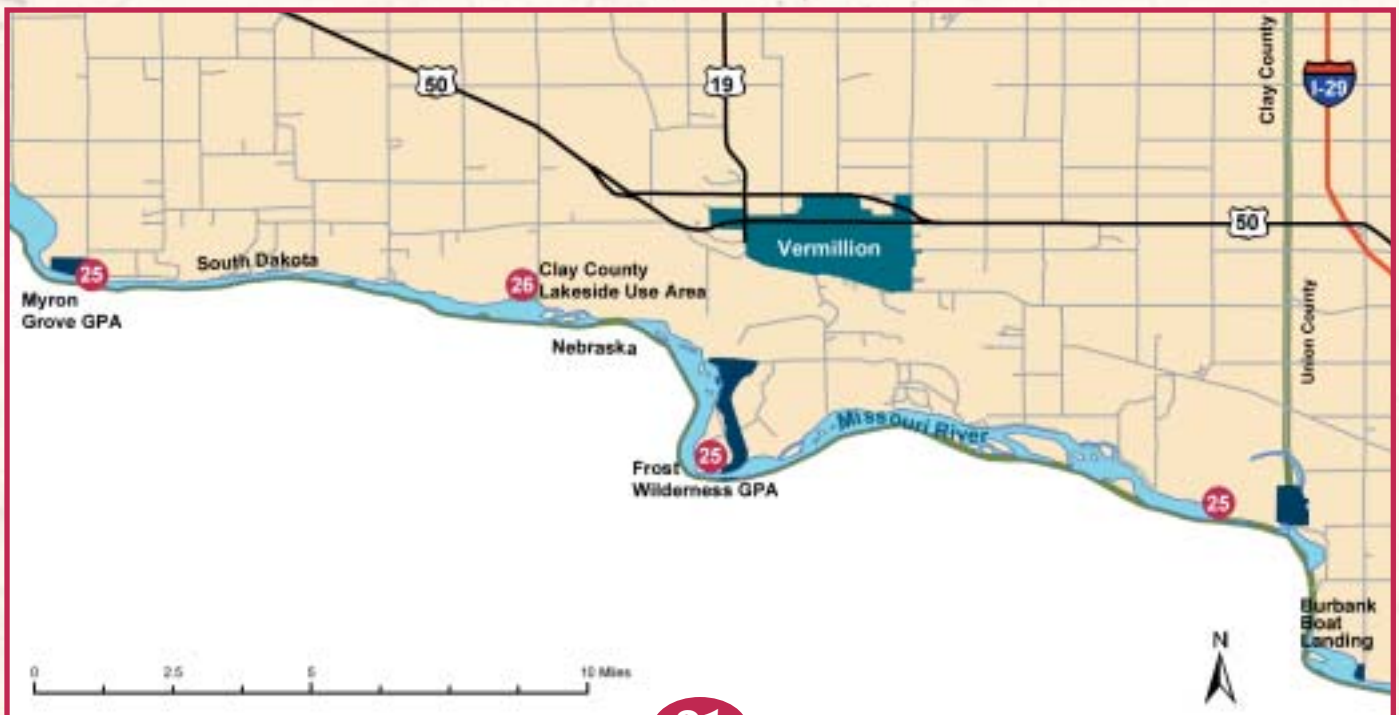 50
19
Clay County
I-29
50
Vermillion
South Dakota
25
Myron
Grove GPA
26
Clay County
Lakeside Use Area
Nebraska
Union County
Missouri River
25
Frost
Wilderness GPA
25
Burbank
Boat
Landing
N
0 2.5 5 10 Miles